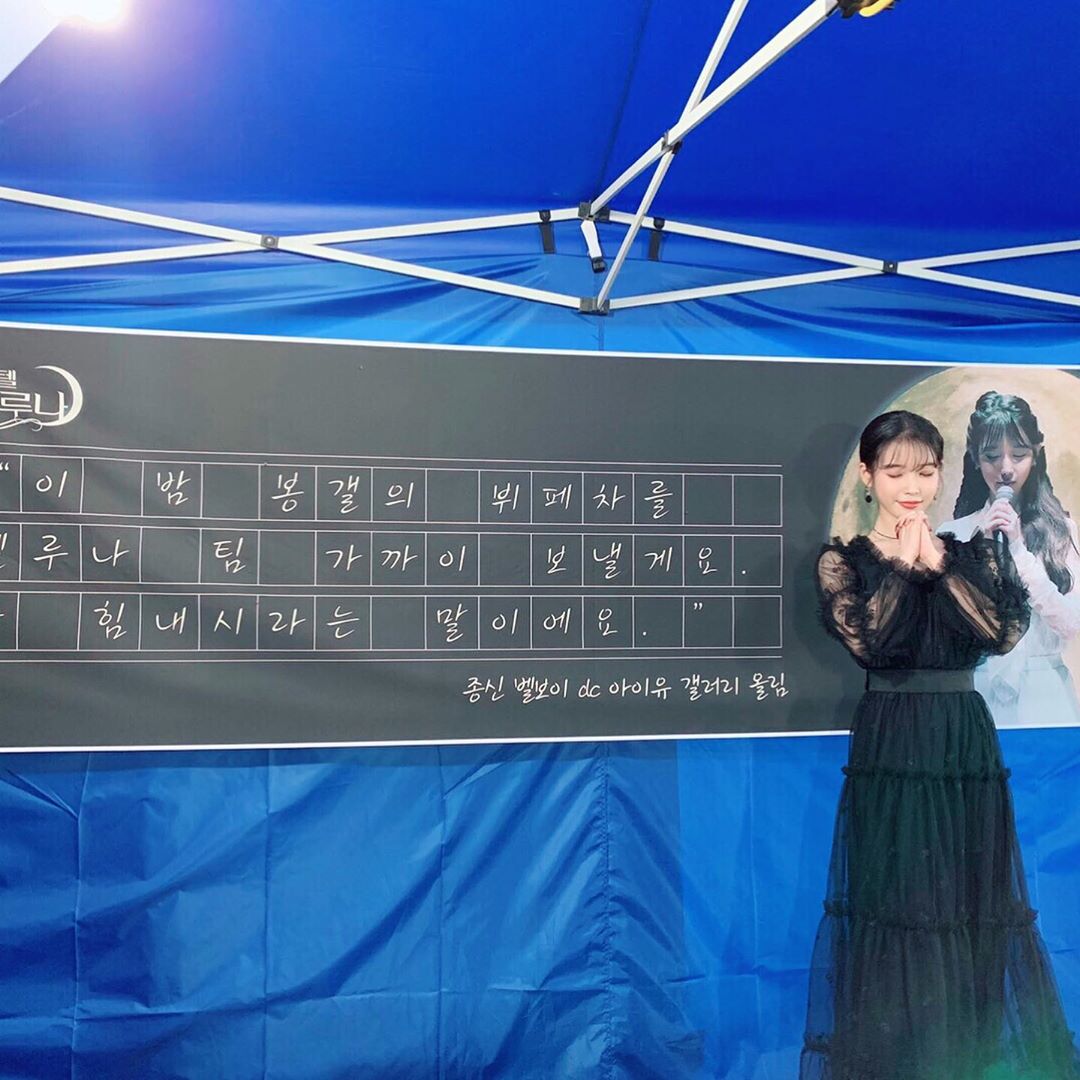 텔
루나
"이 밤 봉갤의 뷔페차를
루나 팀 가까이 보낼게요.
힘내시라는 말이에요."
종신 벨보이 dc 아이유 갤러리 올림